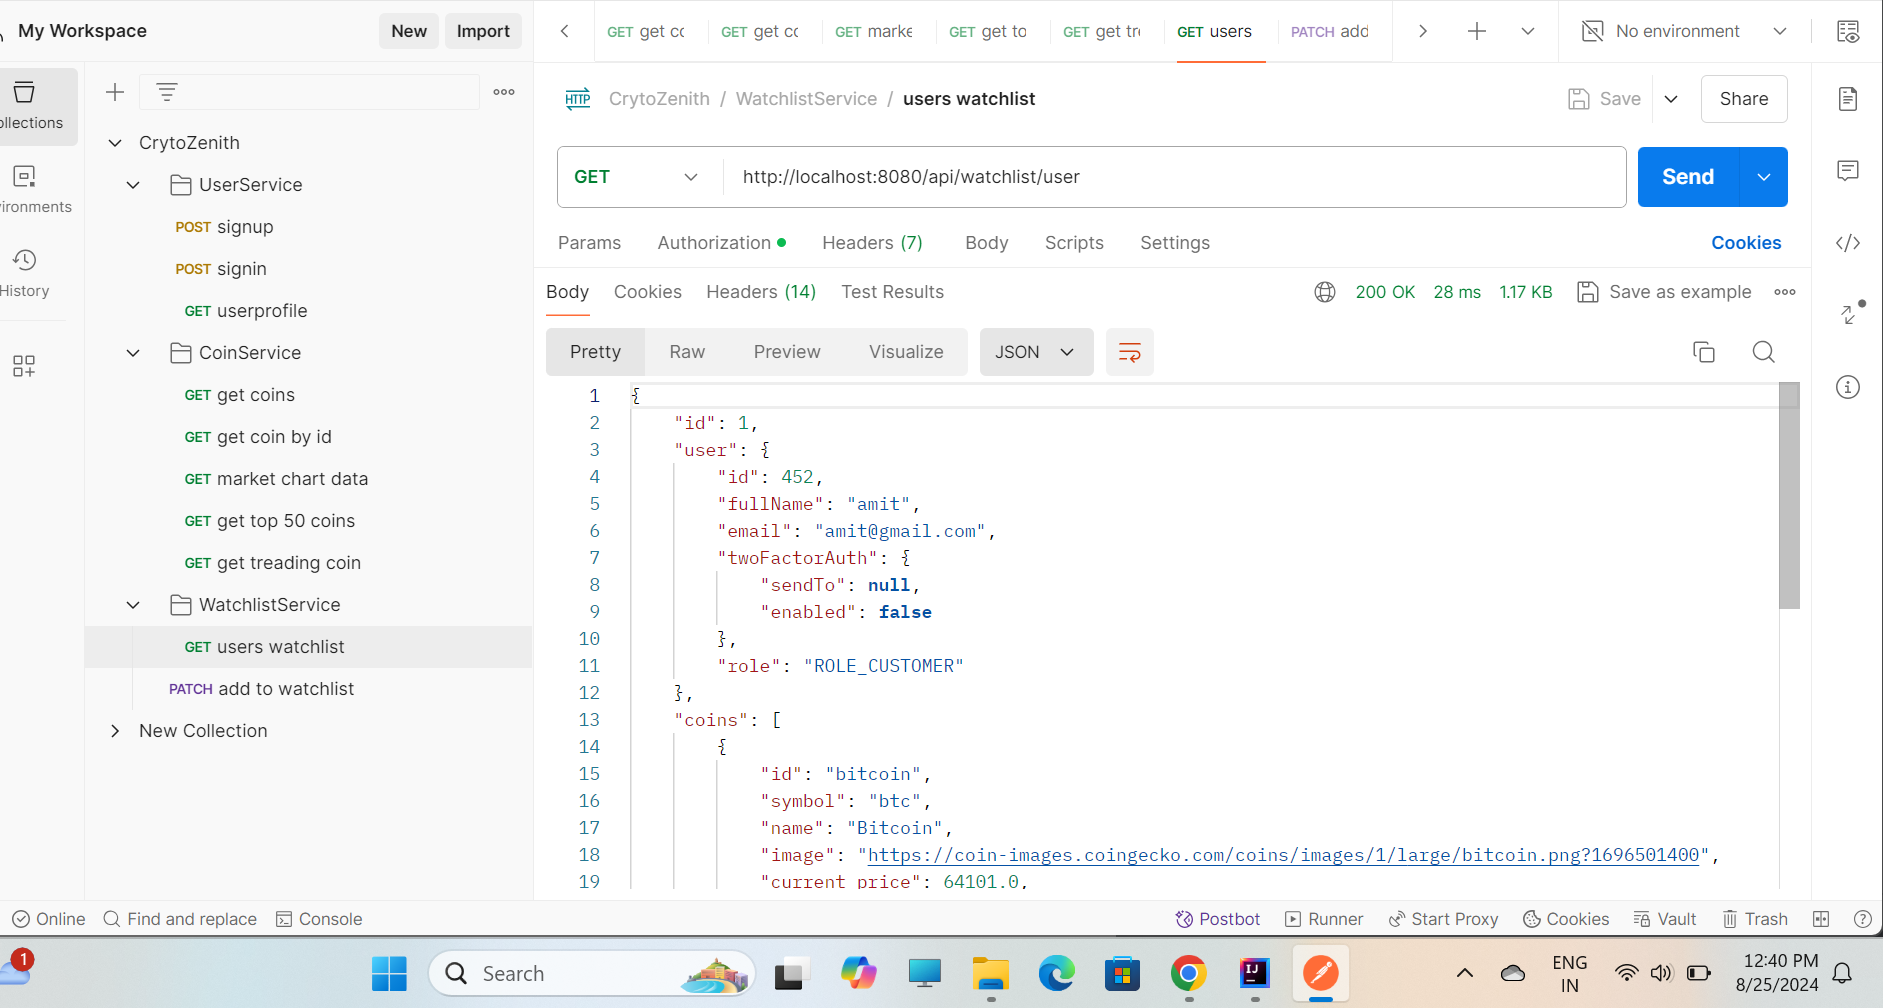 My Workspace
New
Import
GET get co
GET get co
GET marke
GET get to
GET get tre
GET users
PATCH add
No environment
ollections
ironments
History
CrytoZenith
UserService
POST signup
POST signin
GET userprofile
CoinService
GET get coins
GET get coin by id
GET market chart data
GET get top 50 coins
GET get treading coin
WatchlistService
GET users watchlist
PATCH add to watchlist
New Collection
HTTP
CrytoZenith / WatchlistService / users watchlist
Save
Share
GET
http://localhost:8080/api/watchlist/user
Send
Params
Authorization
Headers (7)
Body
Scripts
Settings
Cookies
Body
Cookies
Headers (14)
Test Results
200 OK
28 ms
1.17 KB
Save as example
Pretty
Raw
Preview
Visualize
JSON
1 {
2 "id": 1,
3 "user": {
4 "id": 452,
5 "fullName": "amit",
6 "email": "amit@gmail.com",
7 "twoFactorAuth": {
8 "sendTo": null,
9 "enabled": false
10 },
11 "role": "ROLE_CUSTOMER"
12 },
13 "coins": [
14 {
15 "id": "bitcoin",
16 "symbol": "btc",
17 "name": "Bitcoin",
18 "image": "https://coin-images.coingecko.com/coins/images/1/large/bitcoin.png?1696501400",
19 "current_price": 64101.0,
Online
Find and replace
Console
Postbot
Runner
Start Proxy
Cookies
Vault
Trash
1
Search
IJ
ENG
IN
12:40 PM
8/25/2024